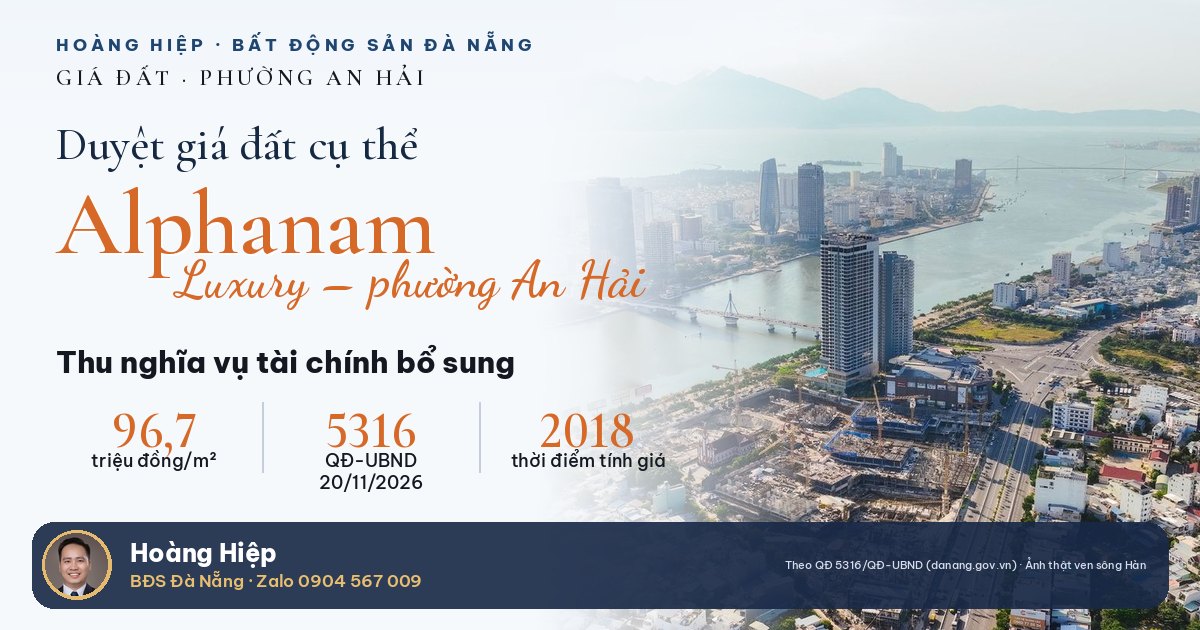 HOÀNG HIỆP · BẤT ĐỘNG SẢN ĐÀ NẴNG
GIÁ ĐẤT · PHƯỜNG AN HẢI
Duyệt giá đất cụ thể
Alphanam
Luxury – phường An Hải
Thu nghĩa vụ tài chính bổ sung
96,7
triệu đồng/m²
5316
QĐ-UBND
20/11/2026
2018
thời điểm tính giá
Hoàng Hiệp
BĐS Đà Nẵng · Zalo 0904 567 009
Theo QĐ 5316/QĐ-UBND (danang.gov.vn) · Ảnh thật ven sông Hàn